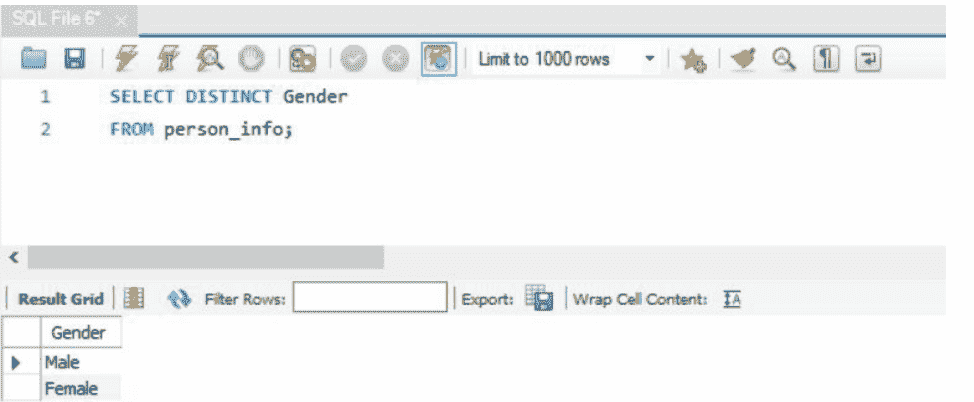 SQL File 6* ×
Limit to 1000 rows
1 SELECT DISTINCT Gender
2 FROM person_info;
Result Grid Filter Rows: Export: Wrap Cell Content: IA
Gender
Male
Female